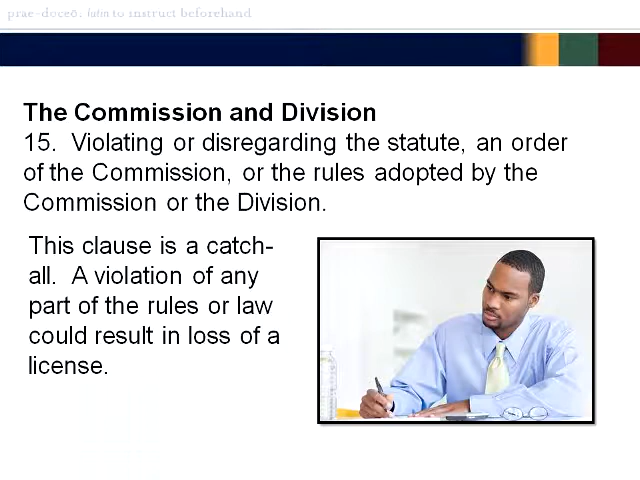 prae-doceō. latin to instruct beforehand
The Commission and Division
15.  Violating or disregarding the statute, an order
of the Commission, or the rules adopted by the
Commission or the Division.
This clause is a catch-
all.  A violation of any
part of the rules or law
could result in loss of a
license.